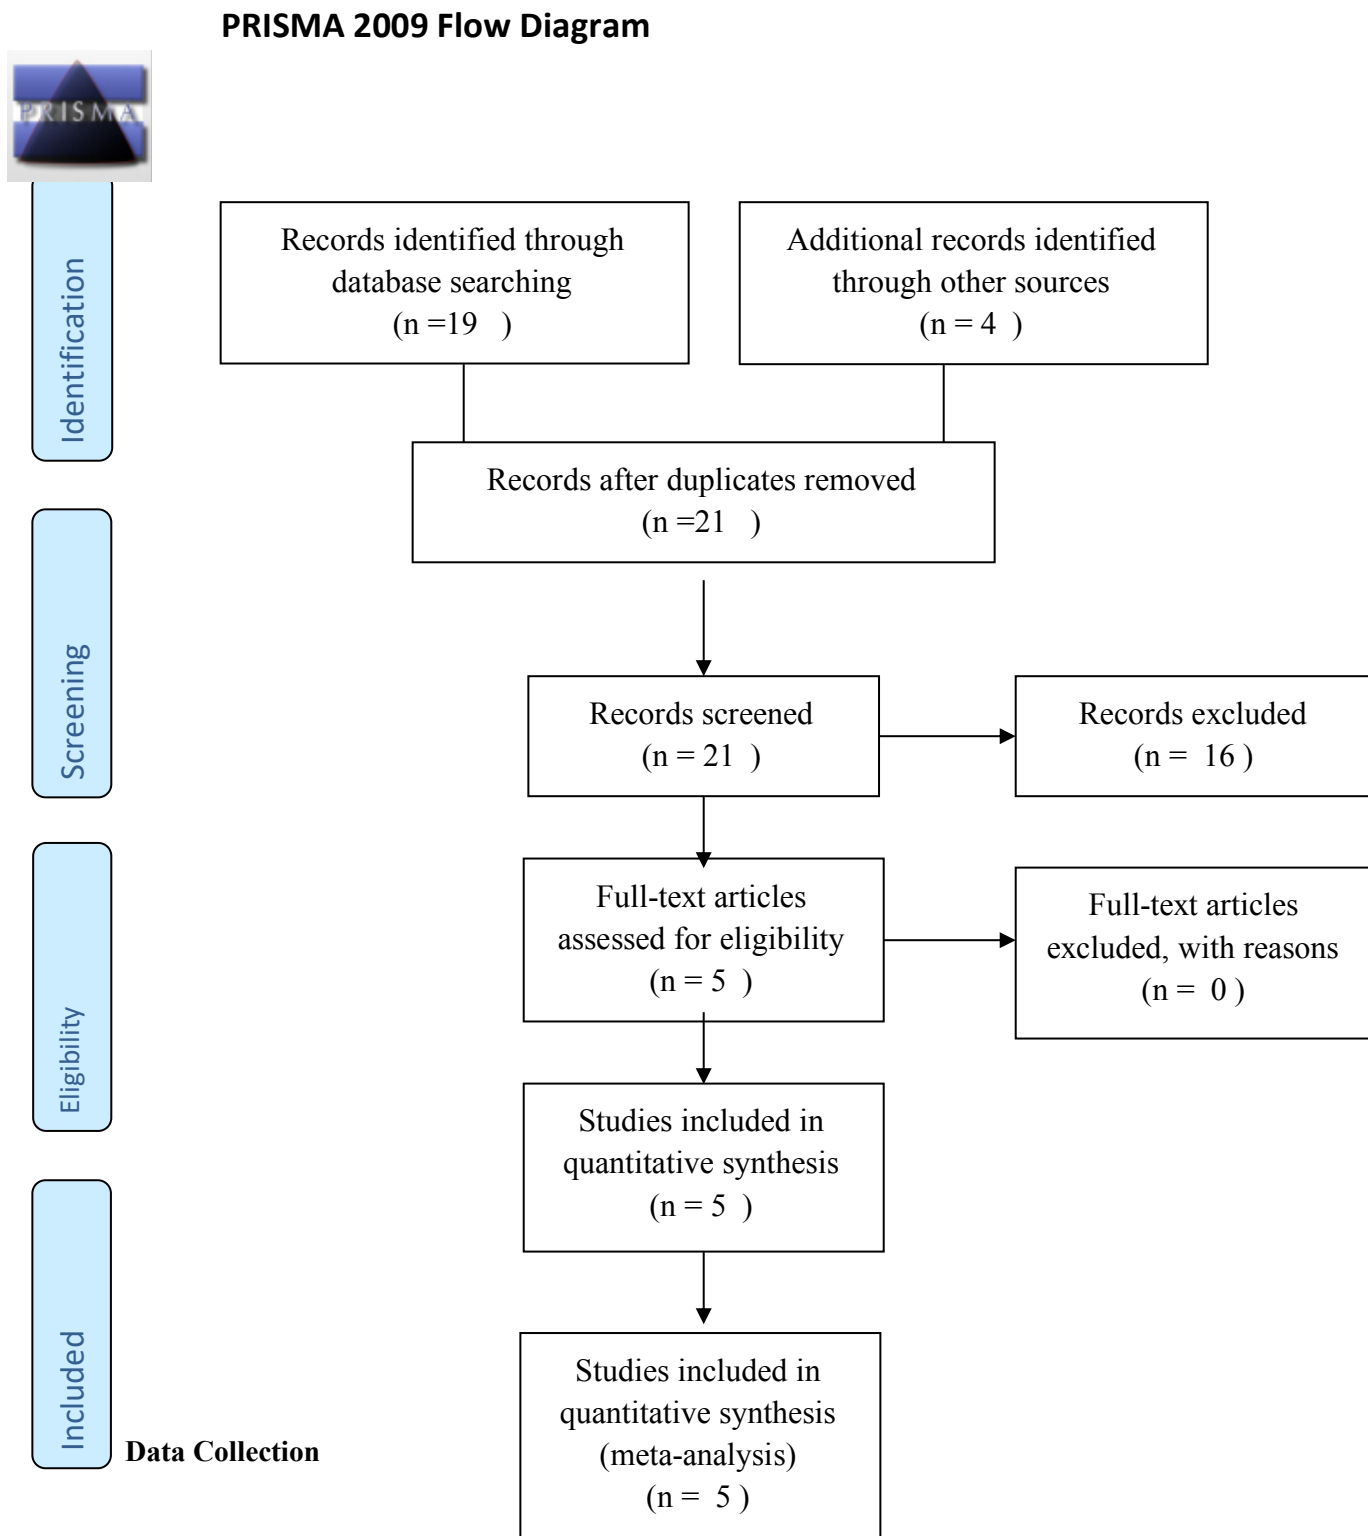 PRISMA 2009 Flow Diagram
PRISMA
Identification
Records identified through
database searching
(n =19   )
Additional records identified
through other sources
(n = 4  )
Records after duplicates removed
(n =21   )
Screening
Records screened
(n = 21  )
Records excluded
(n =  16 )
Eligibility
Full-text articles
assessed for eligibility
(n = 5  )
Full-text articles
excluded, with reasons
(n =  0 )
Studies included in
quantitative synthesis
(n = 5  )
Included
Studies included in
quantitative synthesis
(meta-analysis)
(n =  5 )
Data Collection